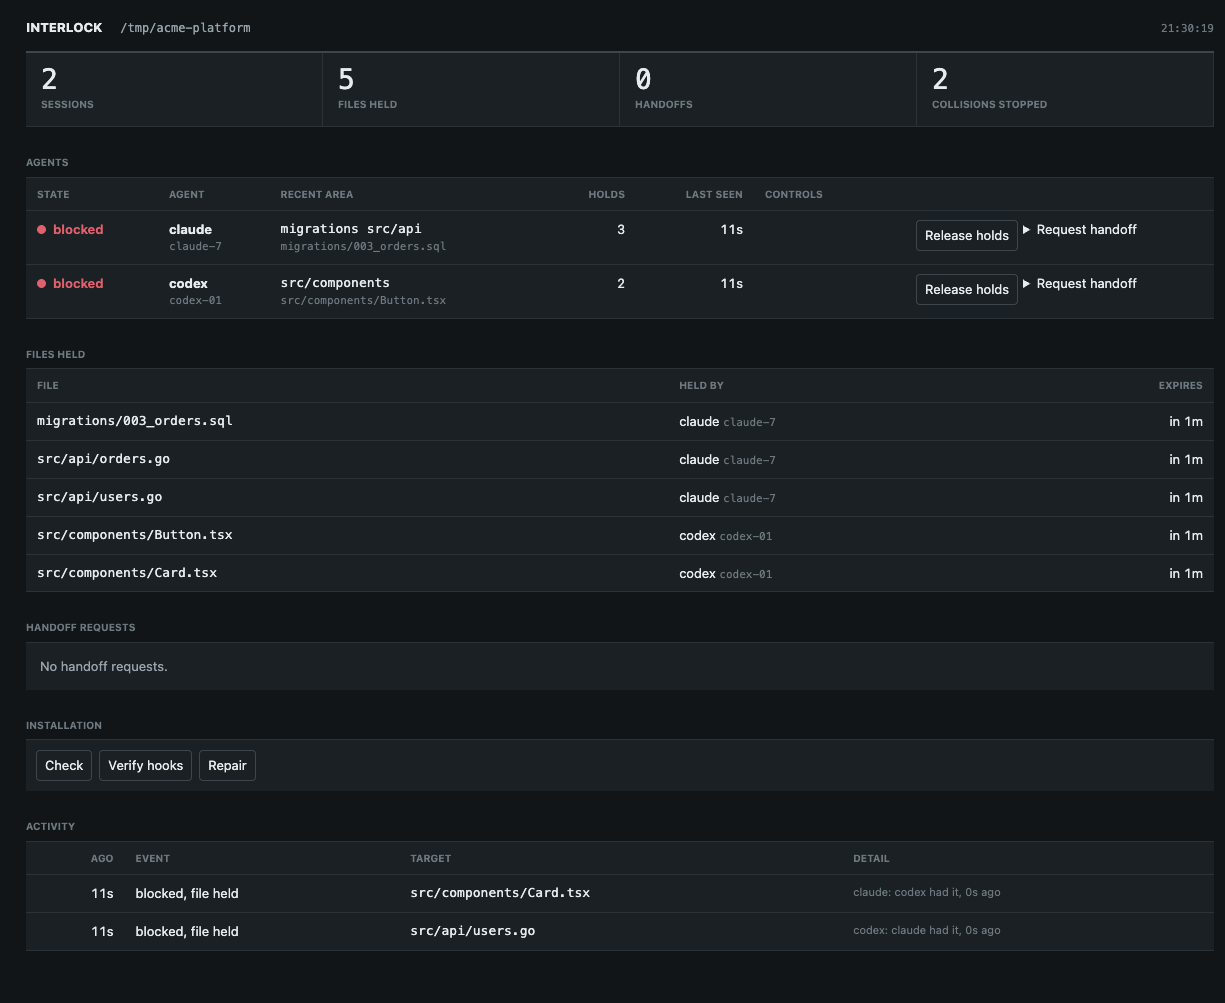 INTERLOCK /tmp/acme-platform 21:30:19
2 5 0 2
SESSIONS FILES HELD HANDOFFS COLLISIONS STOPPED
AGENTS
STATE AGENT RECENT AREA HOLDS LAST SEEN CONTROLS
blocked claude migrations src/api 3 11s Release holds Request handoff
claude-7 migrations/003_orders.sql
blocked codex src/components 2 11s Release holds Request handoff
codex-01 src/components/Button.tsx
FILES HELD
FILE HELD BY EXPIRES
migrations/003_orders.sql claude claude-7 in 1m
src/api/orders.go claude claude-7 in 1m
src/api/users.go claude claude-7 in 1m
src/components/Button.tsx codex codex-01 in 1m
src/components/Card.tsx codex codex-01 in 1m
HANDOFF REQUESTS
No handoff requests.
INSTALLATION
Check Verify hooks Repair
ACTIVITY
AGO EVENT TARGET DETAIL
11s blocked, file held src/components/Card.tsx claude: codex had it, 0s ago
11s blocked, file held src/api/users.go codex: claude had it, 0s ago